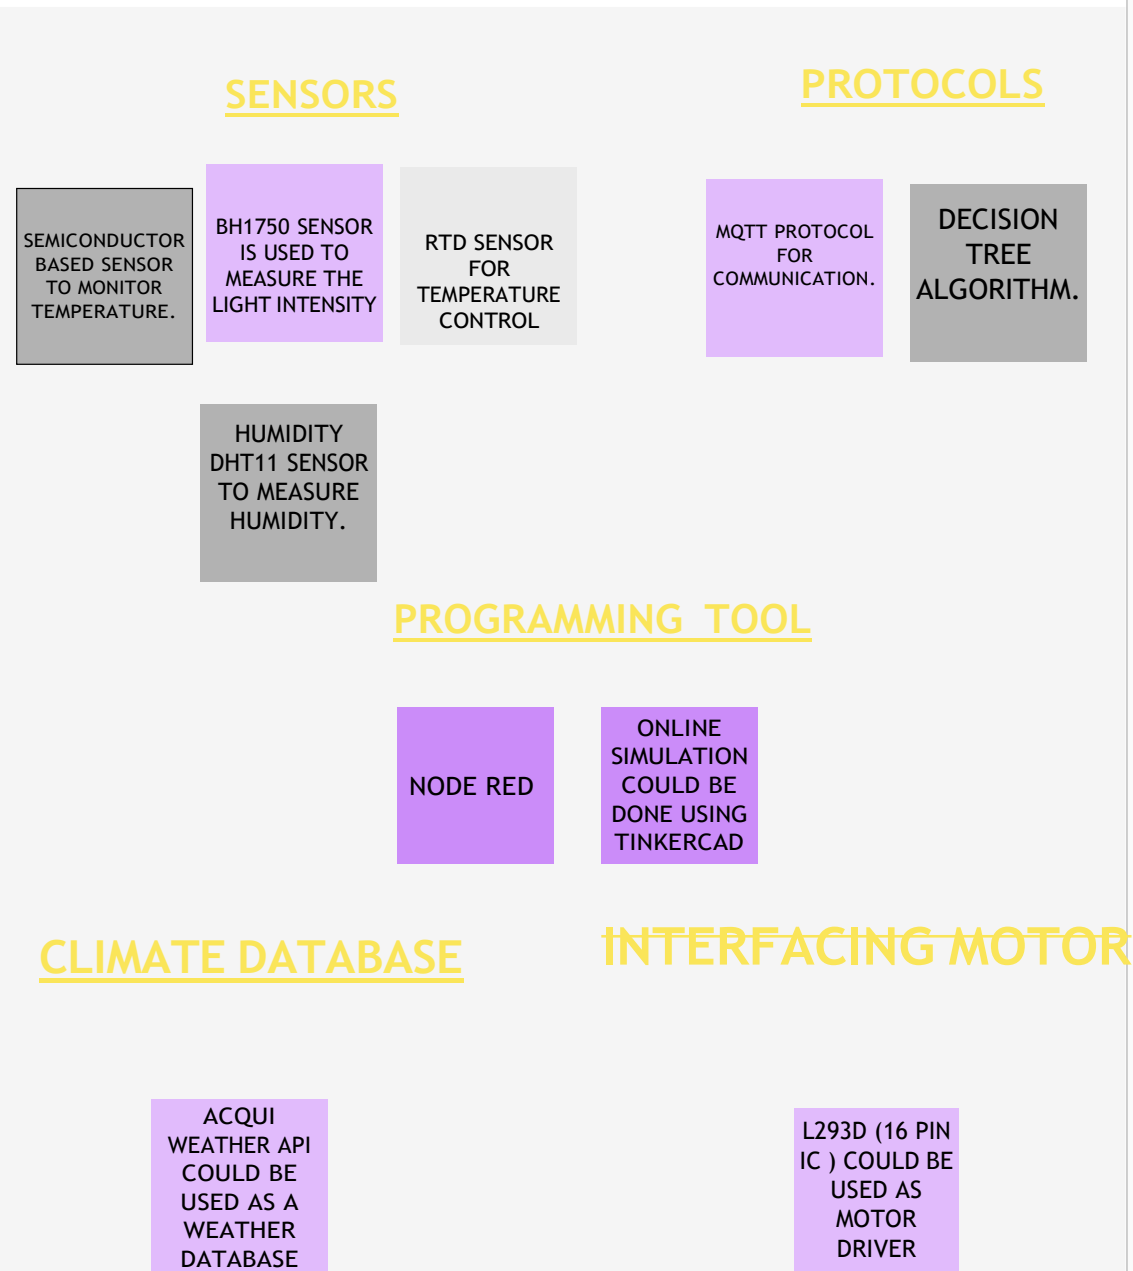 SENSORS
PROTOCOLS
SEMICONDUCTOR
BASED SENSOR
TO MONITOR
TEMPERATURE.
BH1750 SENSOR
IS USED TO
MEASURE THE
LIGHT INTENSITY
RTD SENSOR
FOR
TEMPERATURE
CONTROL
MQTT PROTOCOL
FOR
COMMUNICATION.
DECISION
TREE
ALGORITHM.
HUMIDITY
DHT11 SENSOR
TO MEASURE
HUMIDITY.
PROGRAMMING TOOL
NODE RED
ONLINE
SIMULATION
COULD BE
DONE USING
TINKERCAD
CLIMATE DATABASE
INTERFACING MOTOR
ACQUI
WEATHER API
COULD BE
USED AS A
WEATHER
DATABASE
L293D (16 PIN
IC ) COULD BE
USED AS
MOTOR
DRIVER